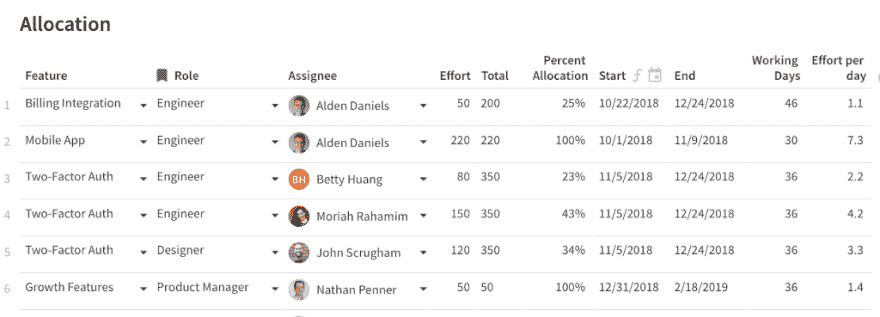 Allocation
Feature Role Assignee Effort Total Percent Allocation Start End Working Days Effort per day
1 Billing Integration Engineer Alden Daniels 50 200 25% 10/22/2018 12/24/2018 46 1.1
2 Mobile App Engineer Alden Daniels 220 220 100% 10/1/2018 11/9/2018 30 7.3
3 Two-Factor Auth Engineer BH Betty Huang 80 350 23% 11/5/2018 12/24/2018 36 2.2
4 Two-Factor Auth Engineer Moriah Rahamim 150 350 43% 11/5/2018 12/24/2018 36 4.2
5 Two-Factor Auth Designer John Scrugham 120 350 34% 11/5/2018 12/24/2018 36 3.3
6 Growth Features Product Manager Nathan Penner 50 50 100% 12/31/2018 2/18/2019 36 1.4